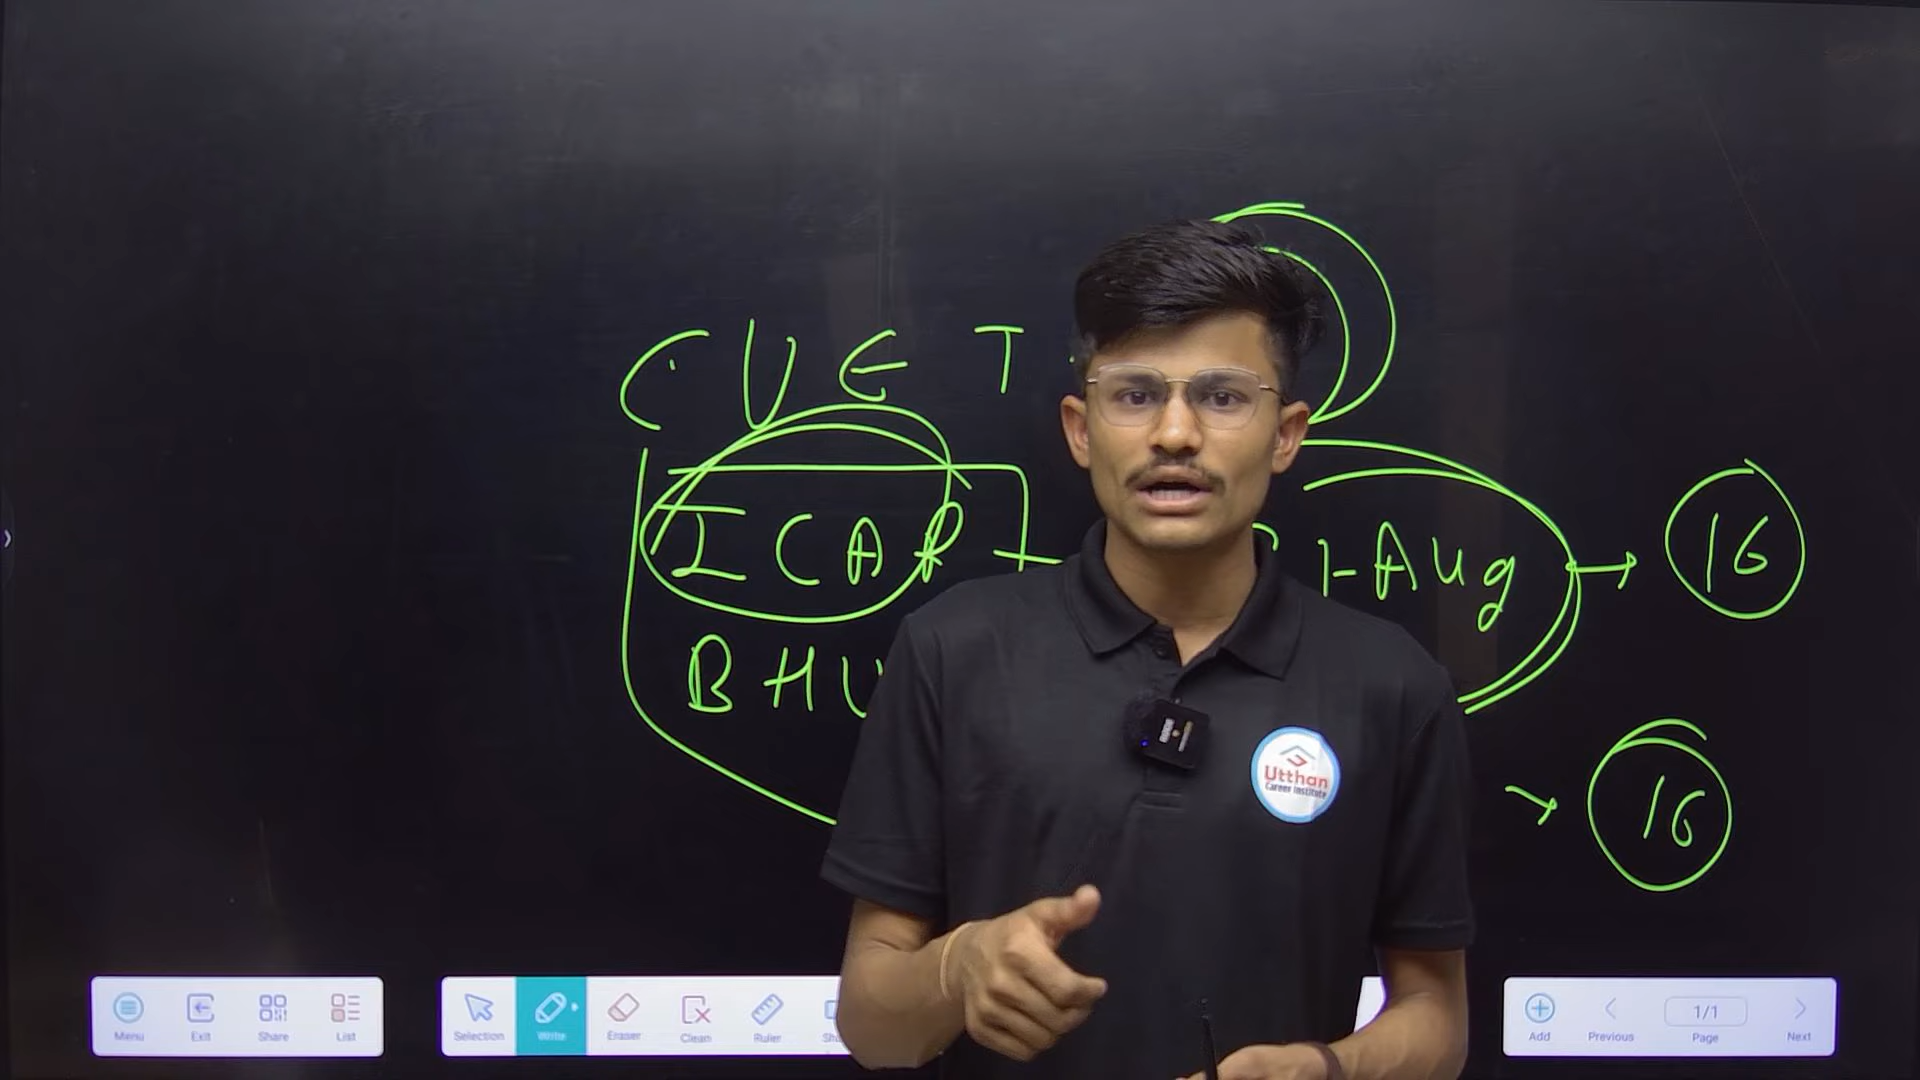 CUET
ICAR
1-Aug
16
BHU
16
H
Utthan
Career Institute
Menu
Exit
Share
List
Selection
Write
Eraser
Clean
Ruler
Add
Previous
1/1
Page
Next